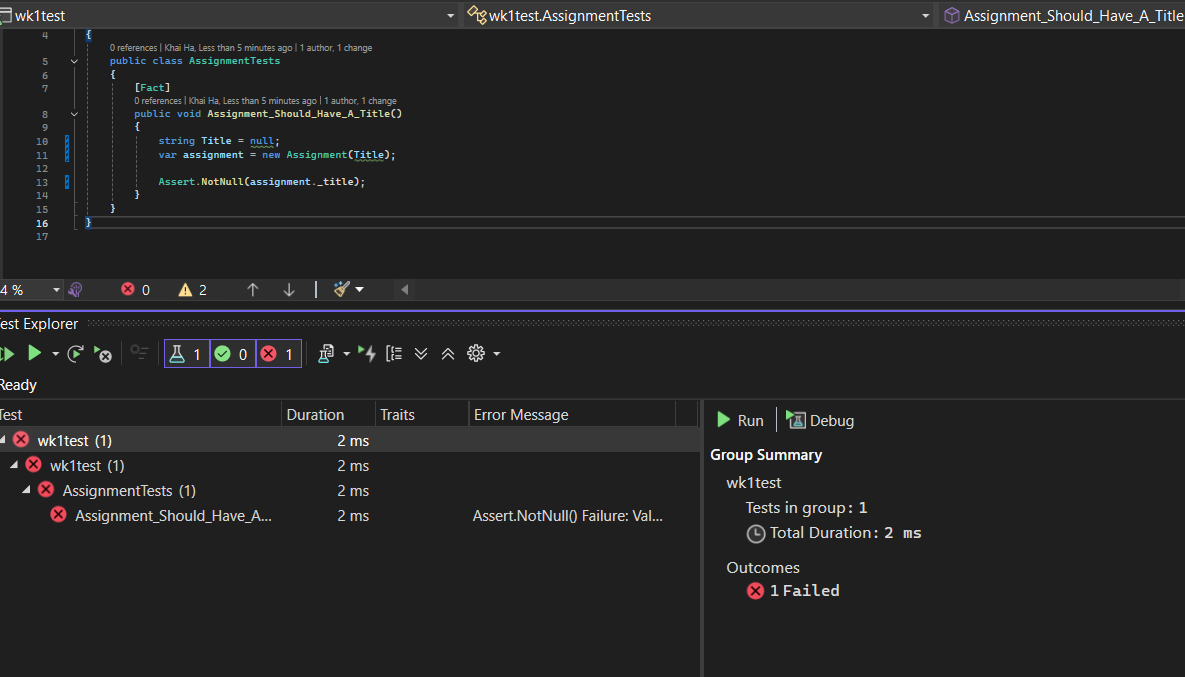 wk1test wk1test.AssignmentTests Assignment_Should_Have_A_Title
4 {
0 references | Khai Ha, Less than 5 minutes ago | 1 author, 1 change
5 public class AssignmentTests
6 {
7 [Fact]
0 references | Khai Ha, Less than 5 minutes ago | 1 author, 1 change
8 public void Assignment_Should_Have_A_Title()
9 {
10 string Title = null;
11 var assignment = new Assignment(Title);
12
13 Assert.NotNull(assignment._title);
14 }
15 }
16 }
17
4 % 0 2
est Explorer
1 0 1
Ready
Test Duration Traits Error Message
Run Debug
wk1test (1) 2 ms
Group Summary
wk1test (1) 2 ms
wk1test
AssignmentTests (1) 2 ms
Tests in group: 1
Assignment_Should_Have_A... 2 ms Assert.NotNull() Failure: Val...
Total Duration: 2 ms
Outcomes
1 Failed